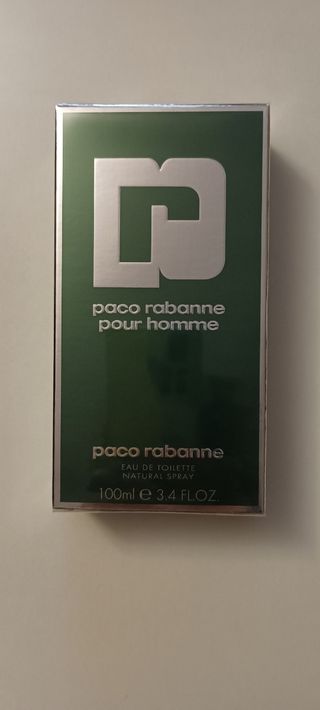 paco rabanne
pour homme
paco rabanne
EAU DE TOILETTE
NATURAL SPRAY
100ml ℮ 3.4 FL.OZ.